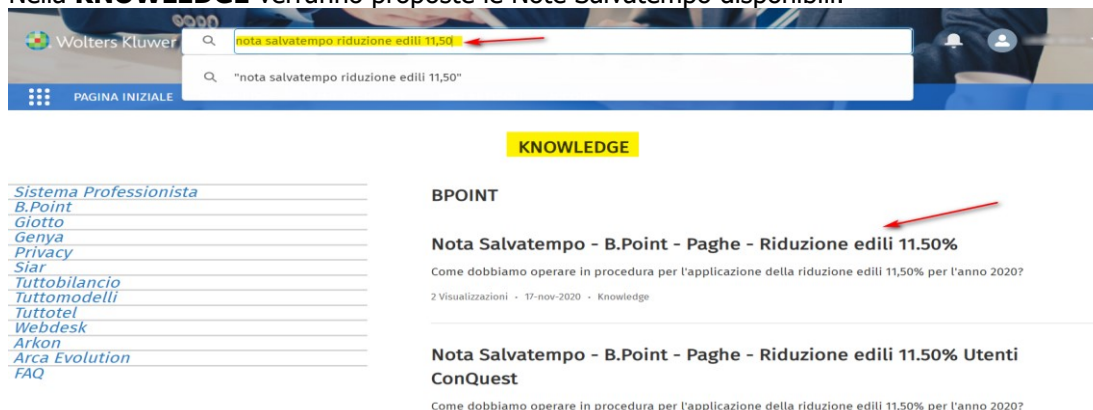 Nella KNOWLEDGE verranno proposte le Note Salvatempo disponibili.
Wolters Kluwer
nota salvatempo riduzione edili 11,50
"nota salvatempo riduzione edili 11,50"
PAGINA INIZIALE
KNOWLEDGE
Sistema Professionista
B.Point
Giotto
Genya
Privacy
Siar
Tuttobilancio
Tuttomodelli
Tuttotel
Webdesk
Arkon
Arca Evolution
FAQ
BPOINT
Nota Salvatempo - B.Point - Paghe - Riduzione edili 11.50%
Come dobbiamo operare in procedura per l'applicazione della riduzione edili 11,50% per l'anno 2020?
2 Visualizzazioni • 17-nov-2020 • Knowledge
Nota Salvatempo - B.Point - Paghe - Riduzione edili 11.50% Utenti
ConQuest
Come dobbiamo operare in procedura per l'applicazione della riduzione edili 11,50% per l'anno 2020?